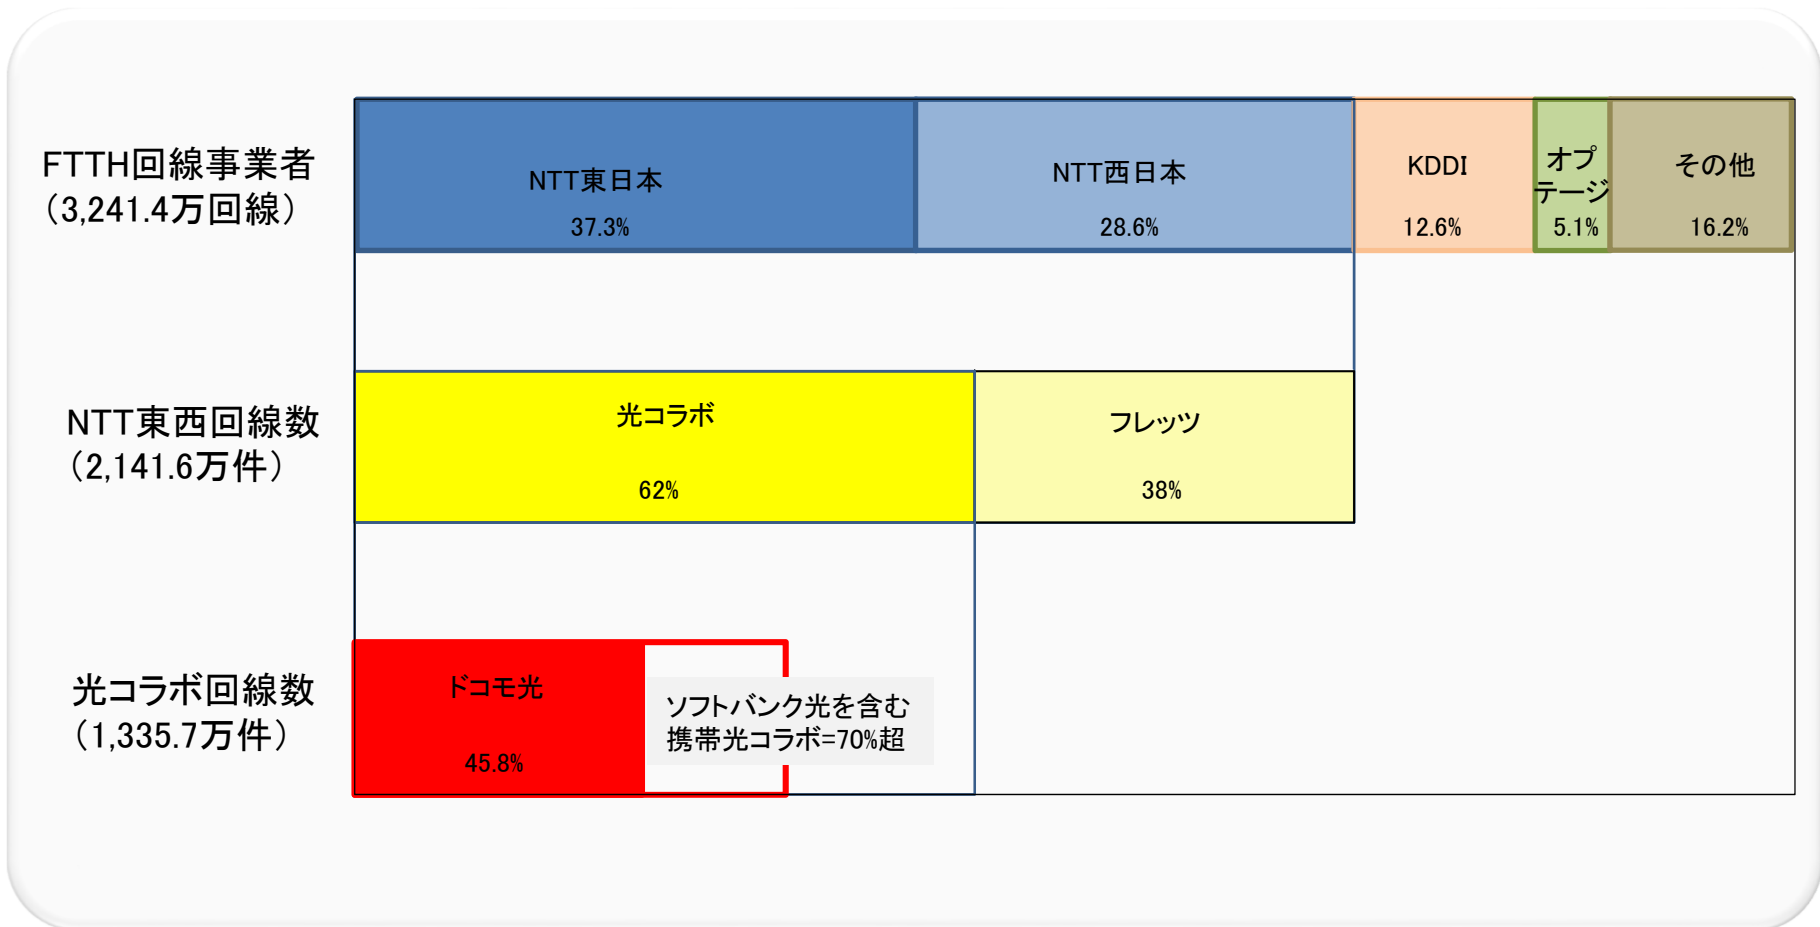 FTTH回線事業者
（3,241.4万回線）
NTT東日本
37.3%
NTT西日本
28.6%
KDDI
12.6%
オプ
テージ
5.1%
その他
16.2%
NTT東西回線数
（2,141.6万件）
光コラボ
62%
フレッツ
38%
光コラボ回線数
（1,335.7万件）
ドコモ光
45.8%
ソフトバンク光を含む
携帯光コラボ=70%超